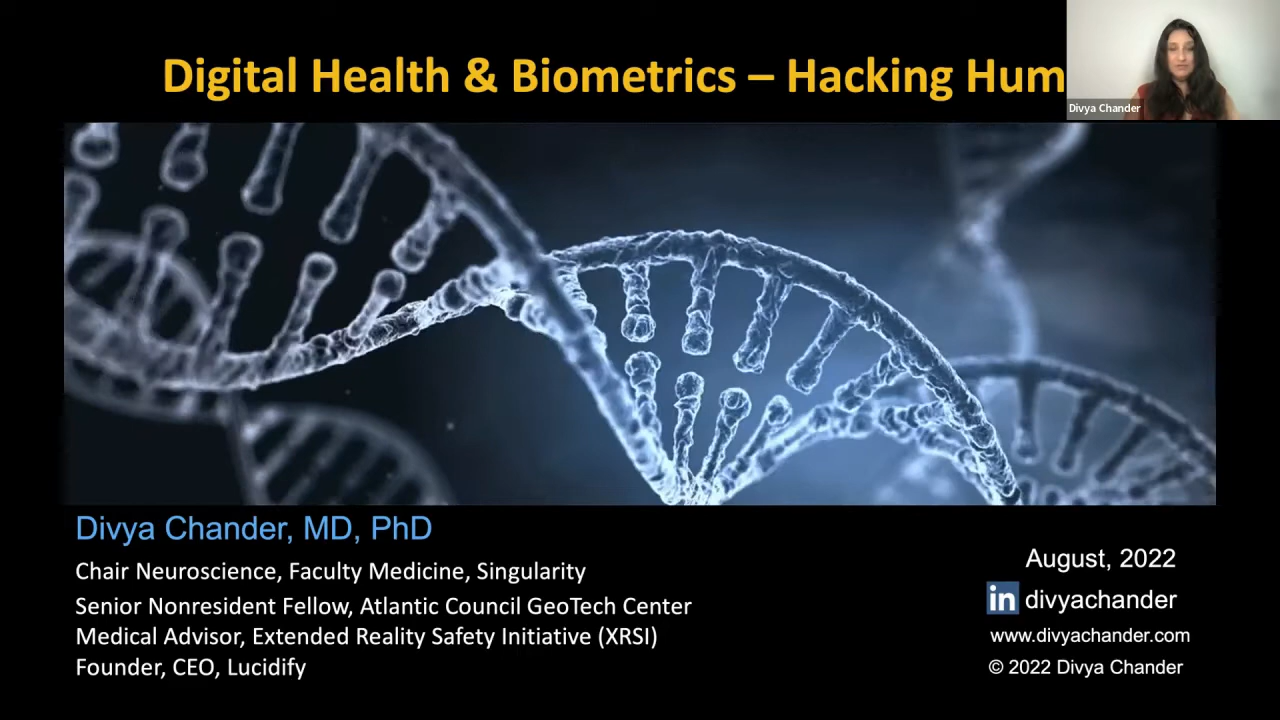 Digital Health & Biometrics – Hacking Hum
Divya Chander
Divya Chander, MD, PhD
Chair Neuroscience, Faculty Medicine, Singularity
Senior Nonresident Fellow, Atlantic Council GeoTech Center
Medical Advisor, Extended Reality Safety Initiative (XRSI)
Founder, CEO, Lucidify
August, 2022
in divyachander
www.divyachander.com
© 2022 Divya Chander